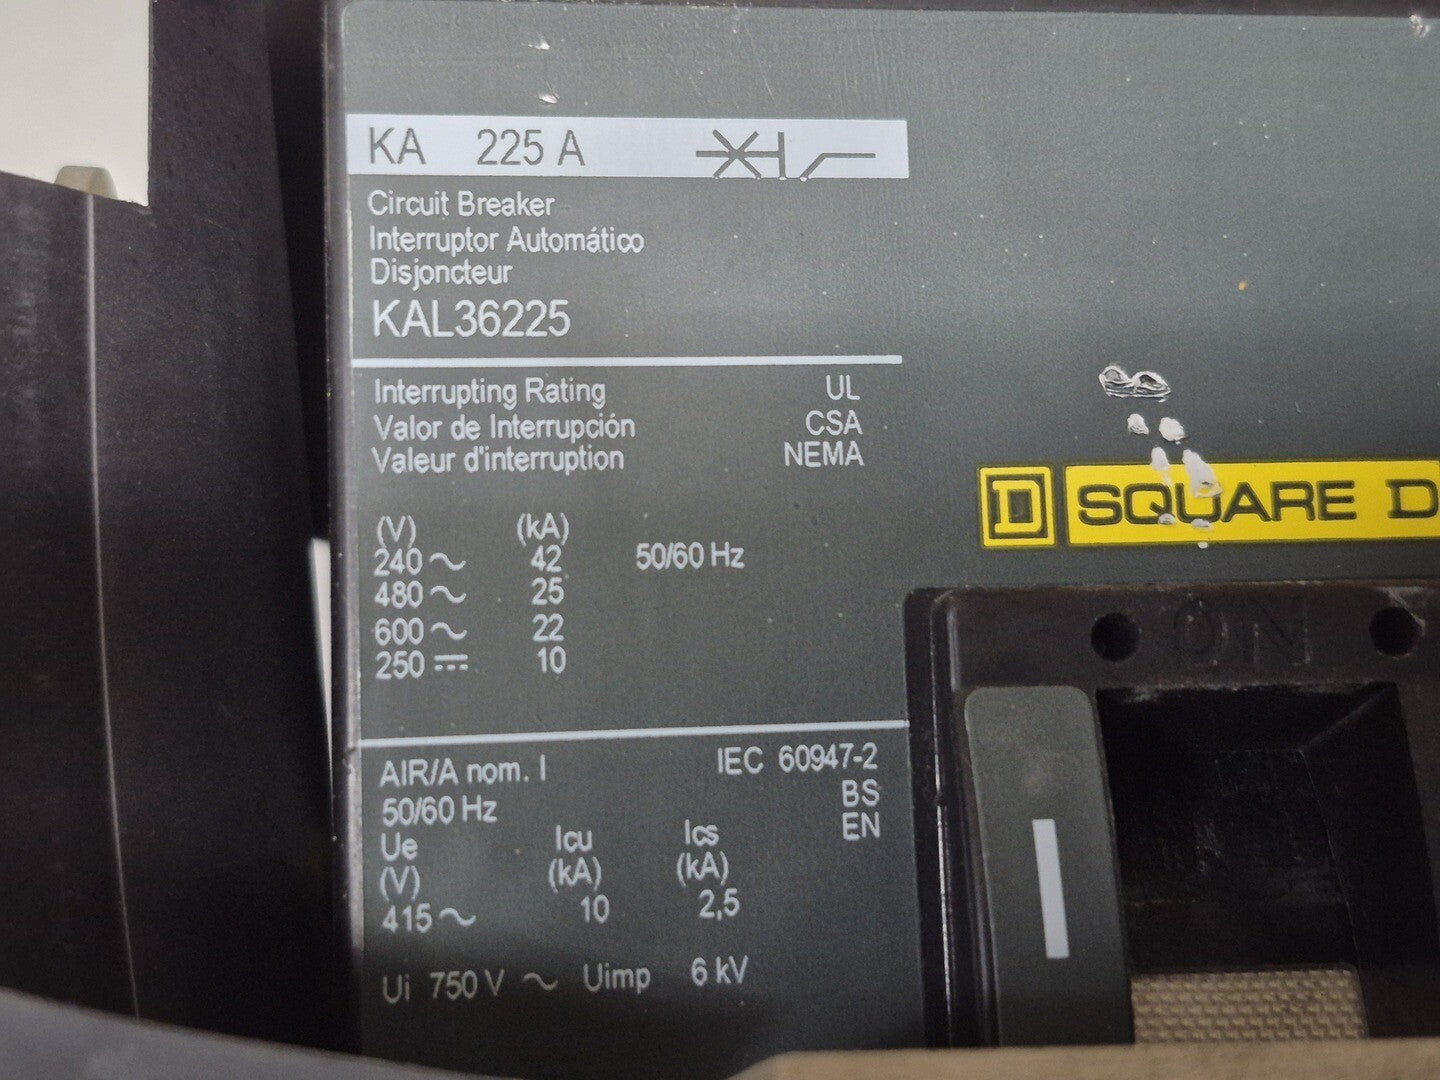 KA 225 A
Circuit Breaker
Interruptor Automático
Disjoncteur
KAL36225
Interrupting Rating UL
Valor de Interrupción CSA
Valeur d'interruption NEMA
(V) (kA)
240 ~ 42 50/60 Hz
480 ~ 25
600 ~ 22
250 ⎓ 10
AIR/A nom. I IEC 60947-2
50/60 Hz BS
Ue Icu Ics EN
(V) (kA) (kA)
415 ~ 10 2,5
Ui 750 V ~ Uimp 6 kV
D SQUARE D
ON